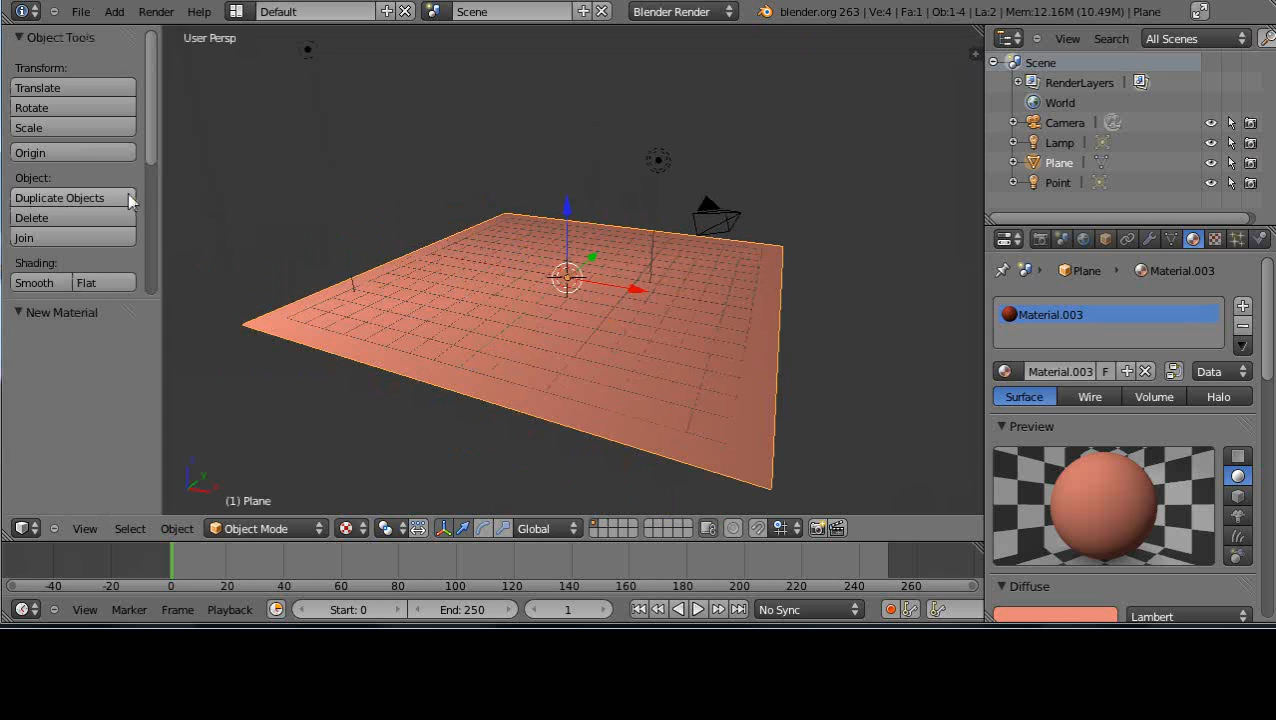 File Add Render Help Default Scene Blender Render blender.org 263 | Ve:4 | Fa:1 | Ob:1-4 | La:2 | Mem:12.16M (10.49M) | Plane
Object Tools
Transform:
Translate
Rotate
Scale
Origin
Object:
Duplicate Objects
Delete
Join
Shading:
Smooth Flat
New Material
User Persp
(1) Plane
View Select Object Object Mode Global
-40 -20 0 20 40 60 80 100 120 140 160 180 200 220 240 260
View Marker Frame Playback Start: 0 End: 250 1 No Sync
View Search All Scenes
Scene
RenderLayers
World
Camera
Lamp
Plane
Point
Plane Material.003
Material.003
Material.003 F Data
Surface Wire Volume Halo
Preview
Diffuse
Lambert